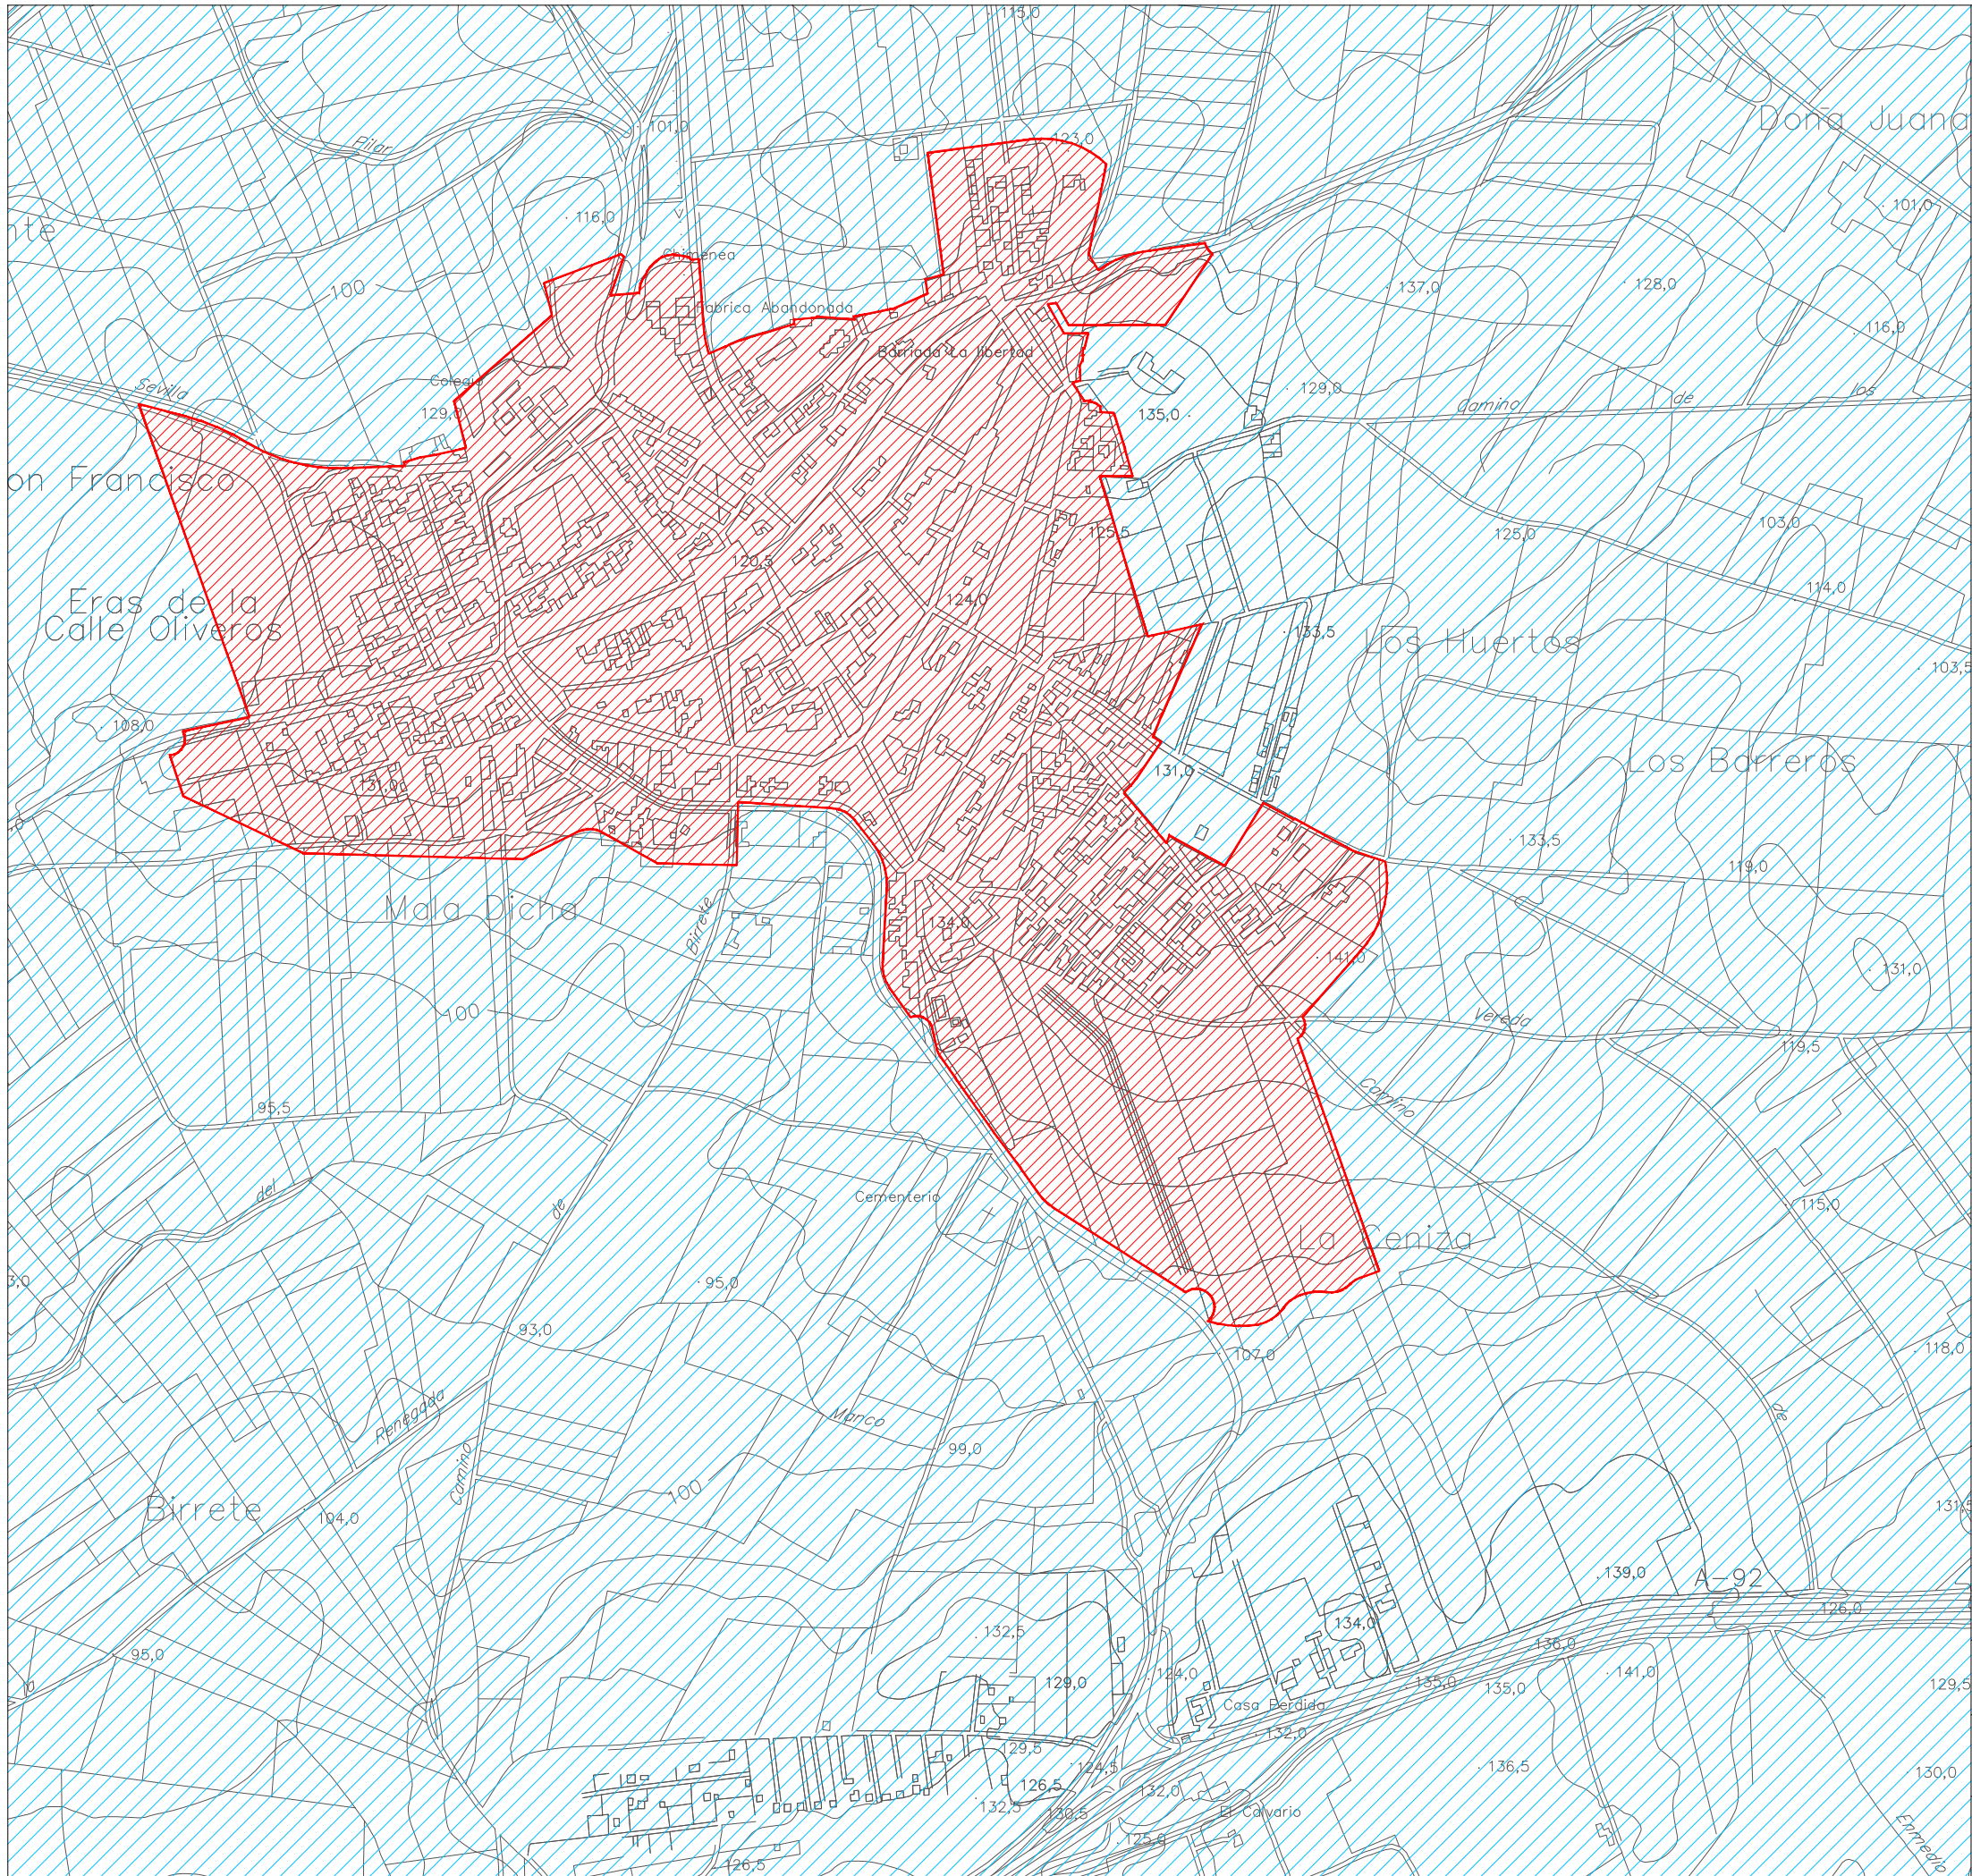 115,0
Doña Juana
123,0
101,0
Pilar
101,0
116,0
nte
Chimenea
137,0
128,0
100
Fabrica Abandonada
116,0
Barriada La libertad
Colegio
Sevilla
129,0
los
de
Camino
129,0
135,0
on Francisco
103,0
125,0
125,5
120,5
114,0
124,0
Eras de la
Calle Oliveros
133,5
Los Huertos
103,5
108,0
Los Barreros
131,0
131,0
133,5
119,0
Mala Dicha
134,0
Birrete
141,0
131,0
100
Vereda
119,5
Camino
95,5
del
de
Cementerio
115,0
La Ceniza
3,0
95,0
93,0
118,0
107,0
Renegado
Manco
de
99,0
Camino
100
Birrete
104,0
131,5
139,0
A-92
126,0
134,0
132,5
136,0
95,0
124,0
141,0
129,0
135,0
135,0
129,5
Casa Perdida
132,0
129,5
124,5
136,5
130,0
126,5
132,0
132,5
130,5
El Calvario
125,0
Enmedio
126,5